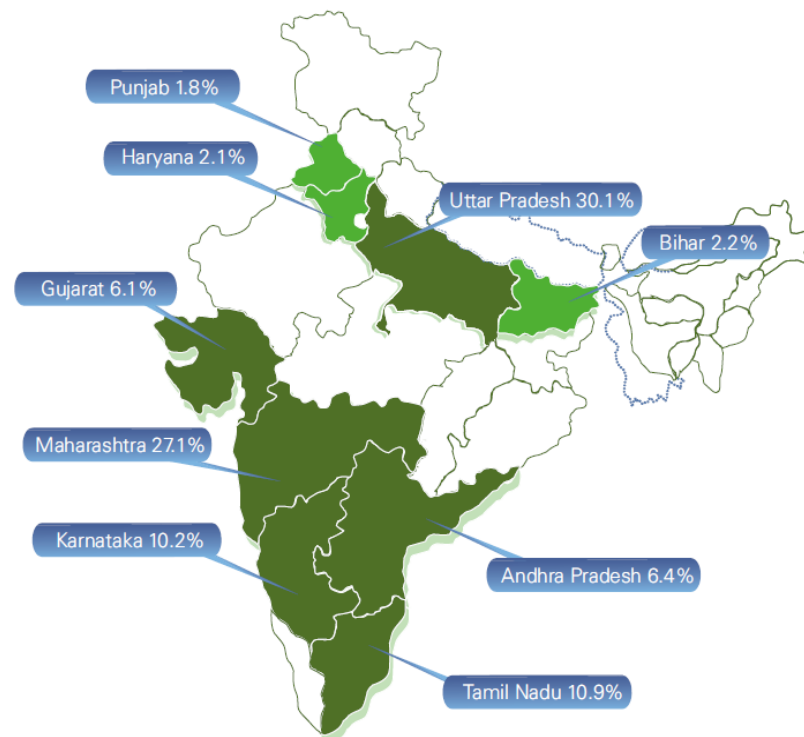 Punjab 1.8%
Haryana 2.1%
Uttar Pradesh 30.1%
Bihar 2.2%
Gujarat 6.1%
Maharashtra 27.1%
Karnataka 10.2%
Andhra Pradesh 6.4%
Tamil Nadu 10.9%